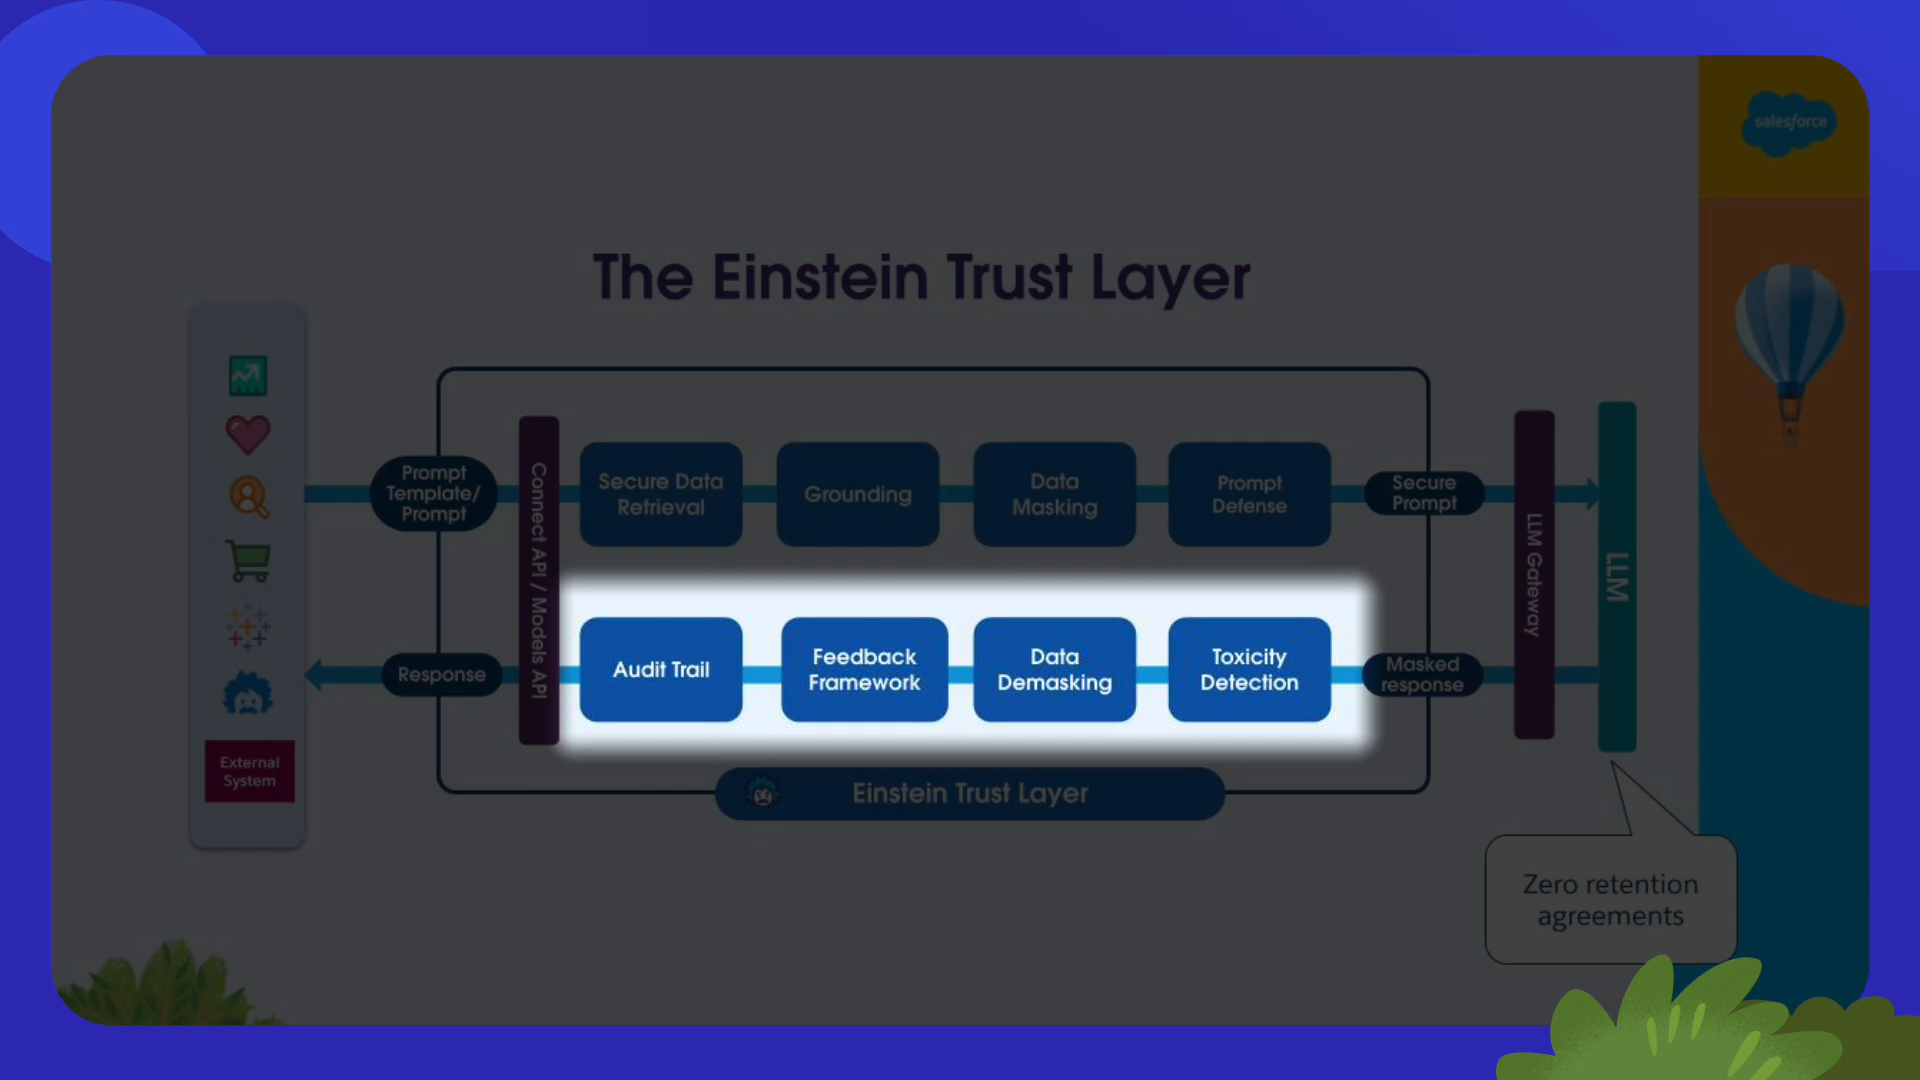 salesforce
The Einstein Trust Layer
Prompt
Template/
Prompt
Connect API / Models API
Secure Data
Retrieval
Grounding
Data
Masking
Prompt
Defense
Secure
Prompt
LLM Gateway
LLM
Response
Audit Trail
Feedback
Framework
Data
Demasking
Toxicity
Detection
Masked
response
External
System
Einstein Trust Layer
Zero retention
agreements